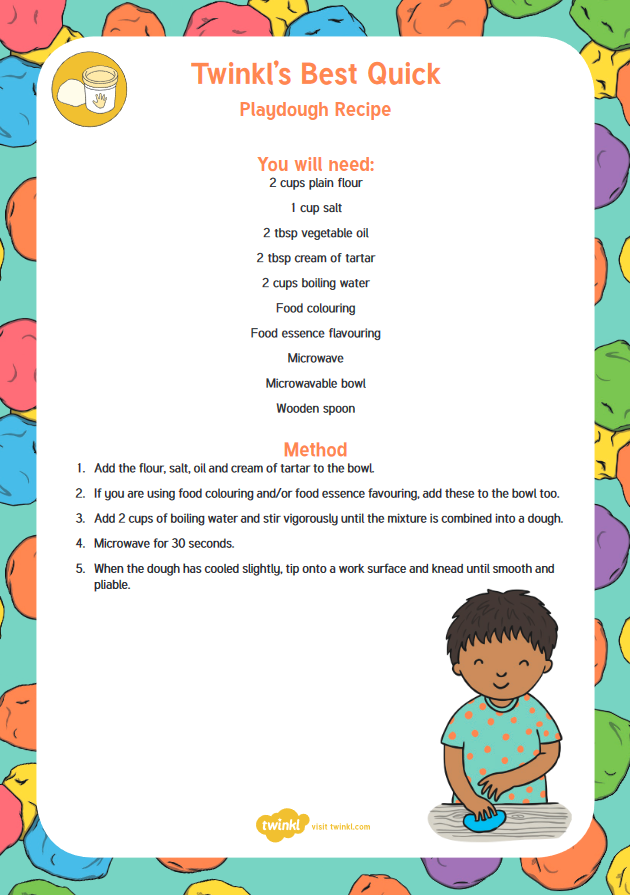 Twinkl's Best Quick
Playdough Recipe
You will need:
2 cups plain flour
1 cup salt
2 tbsp vegetable oil
2 tbsp cream of tartar
2 cups boiling water
Food colouring
Food essence flavouring
Microwave
Microwavable bowl
Wooden spoon
Method
1. Add the flour, salt, oil and cream of tartar to the bowl.
2. If you are using food colouring and/or food essence favouring, add these to the bowl too.
3. Add 2 cups of boiling water and stir vigorously until the mixture is combined into a dough.
4. Microwave for 30 seconds.
5. When the dough has cooled slightly, tip onto a work surface and knead until smooth and
pliable.
twinkl visit twinkl.com